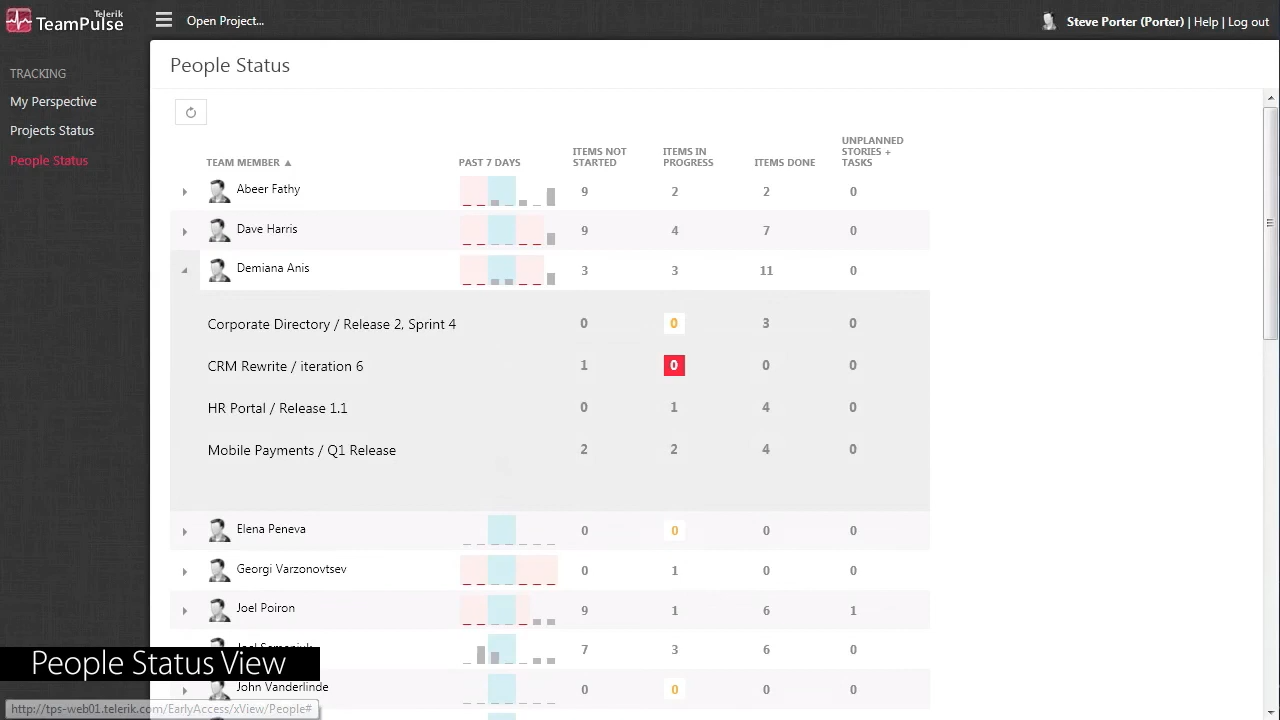 Telerik
TeamPulse
Open Project...
Steve Porter (Porter) | Help | Log out
TRACKING
My Perspective
Projects Status
People Status
People Status
TEAM MEMBER ▲ PAST 7 DAYS ITEMS NOT STARTED ITEMS IN PROGRESS ITEMS DONE UNPLANNED STORIES + TASKS
Abeer Fathy 9 2 2 0
Dave Harris 9 4 7 0
Demiana Anis 3 3 11 0
Corporate Directory / Release 2, Sprint 4 0 0 3 0
CRM Rewrite / iteration 6 1 0 0 0
HR Portal / Release 1.1 0 1 4 0
Mobile Payments / Q1 Release 2 2 4 0
Elena Peneva 0 0 0 0
Georgi Varzonovtsev 0 1 0 0
Joel Poiron 9 1 6 1
Joel 7 3 6 0
People Status View
John Vanderlinde 0 0 0 0
http://tps-web01.telerik.com/EarlyAccess/xview/People#